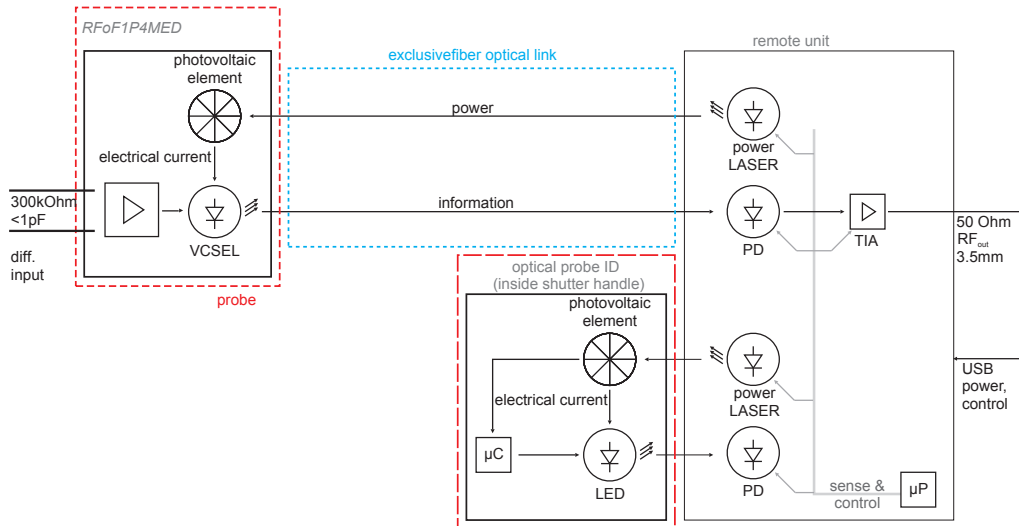 RFoF1P4MED
photovoltaic
element
electrical current
300kOhm
<1pF
diff.
input
VCSEL
probe
exclusivefiber optical link
power
information
remote unit
power
LASER
PD
TIA
50 Ohm
RFout
3.5mm
optical probe ID
(inside shutter handle)
photovoltaic
element
electrical current
µC
LED
power
LASER
PD
USB
power,
control
sense &
control
µP